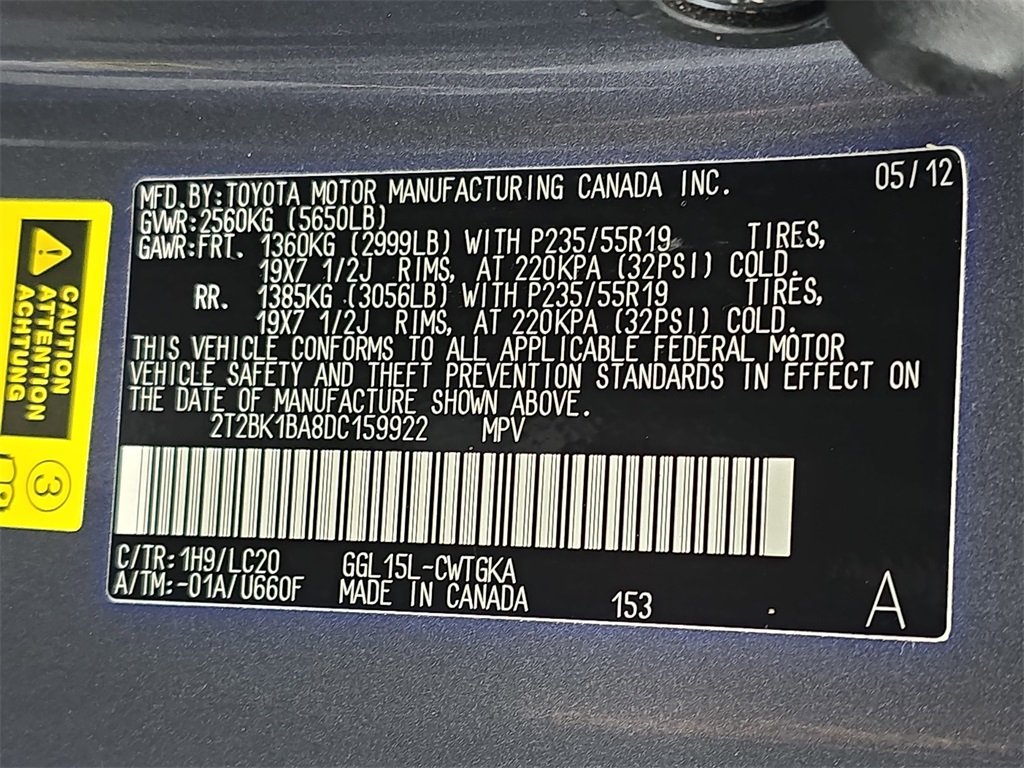 MFD.BY:TOYOTA MOTOR MANUFACTURING CANADA INC. 05/12
GVWR:2560KG (5650LB)
GAWR:FRT. 1360KG (2999LB) WITH P235/55R19 TIRES,
19X7 1/2J RIMS, AT 220KPA (32PSI) COLD.
RR. 1385KG (3056LB) WITH P235/55R19 TIRES,
19X7 1/2J RIMS, AT 220KPA (32PSI) COLD.
THIS VEHICLE CONFORMS TO ALL APPLICABLE FEDERAL MOTOR
VEHICLE SAFETY AND THEFT PREVENTION STANDARDS IN EFFECT ON
THE DATE OF MANUFACTURE SHOWN ABOVE.
2T2BK1BA8DC159922 MPV
C/TR:1H9/LC20 GGL15L-CWTGKA
A/TM:-01A/U660F MADE IN CANADA 153 A
CAUTION
ATTENTION
ACHTUNG
3